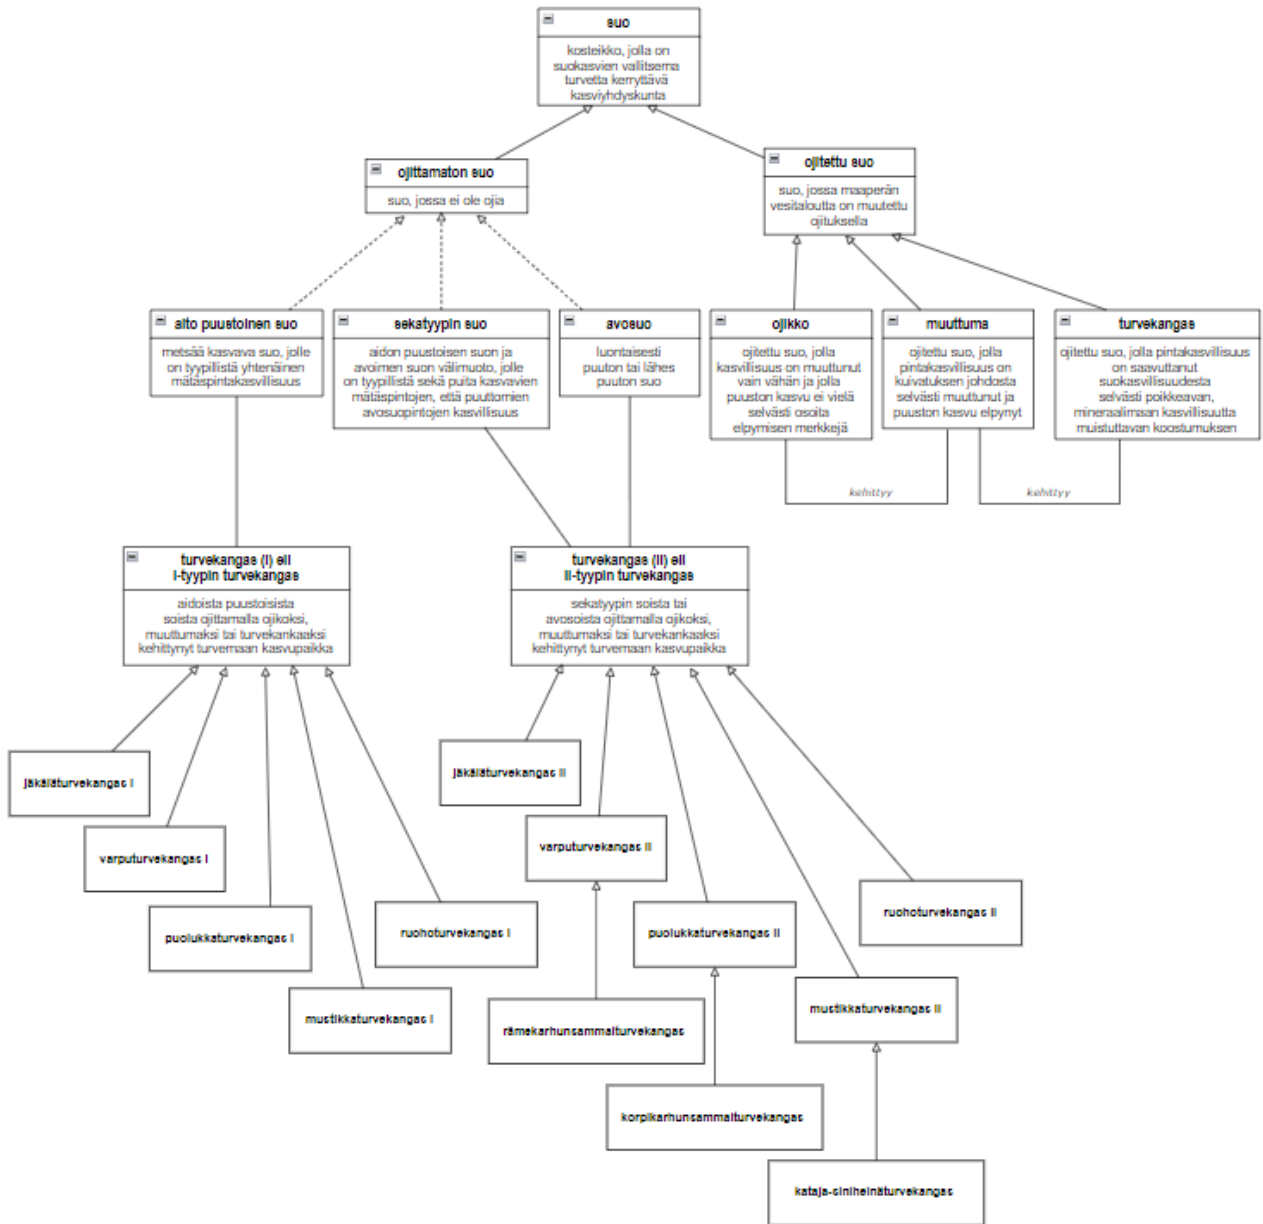 suo
kosteikko, jolla on
suokasvien vallitsema
turvetta kerryttävä
kasviyhdyskunta
ojittamaton suo
suo, jossa ei ole ojia
ojitettu suo
suo, jossa maaperän
vesitaloutta on muutettu
ojituksella
aito puustoinen suo
metsää kasvava suo, jolle
on tyypillistä yhtenäinen
mätäspintakasvillisuus
sekatyypin suo
aidon puustoisen suon ja
avoimen suon välimuoto, jolle
on tyypillistä sekä puita kasvavien
mätäspintojen, että puuttomien
avosuopintojen kasvillisuus
avosuo
luontaisesti
puuton tai lähes
puuton suo
ojikko
ojitettu suo, jolla
kasvillisuus on muuttunut
vain vähän ja jolla
puuston kasvu ei vielä
selvästi osoita
elpymisen merkkejä
muuttuma
ojitettu suo, jolla
pintakasvillisuus on
kuivatuksen johdosta
selvästi muuttunut ja
puuston kasvu elpynyt
turvekangas
ojitettu suo, jolla pintakasvillisuus
on saavuttanut
suokasvillisuudesta
selvästi poikkeavan,
mineraalimaan kasvillisuutta
muistuttavan koostumuksen
kehittyy
kehittyy
turvekangas (I) eli
I-tyypin turvekangas
aidoista puustoisista
soista ojittamalla ojikoksi,
muuttumaksi tai turvekankaaksi
kehittynyt turvemaan kasvupaikka
turvekangas (II) eli
II-tyypin turvekangas
sekatyypin soista tai
avosoista ojittamalla ojikoksi,
muuttumaksi tai turvekankaaksi
kehittynyt turvemaan kasvupaikka
jäkäläturvekangas I
varputurvekangas I
puolukkaturvekangas I
ruohoturvekangas I
mustikkaturvekangas I
jäkäläturvekangas II
varputurvekangas II
puolukkaturvekangas II
ruohoturvekangas II
rämekarhunsammalturvekangas
mustikkaturvekangas II
korpikarhunsammalturvekangas
kataja-siniheinäturvekangas